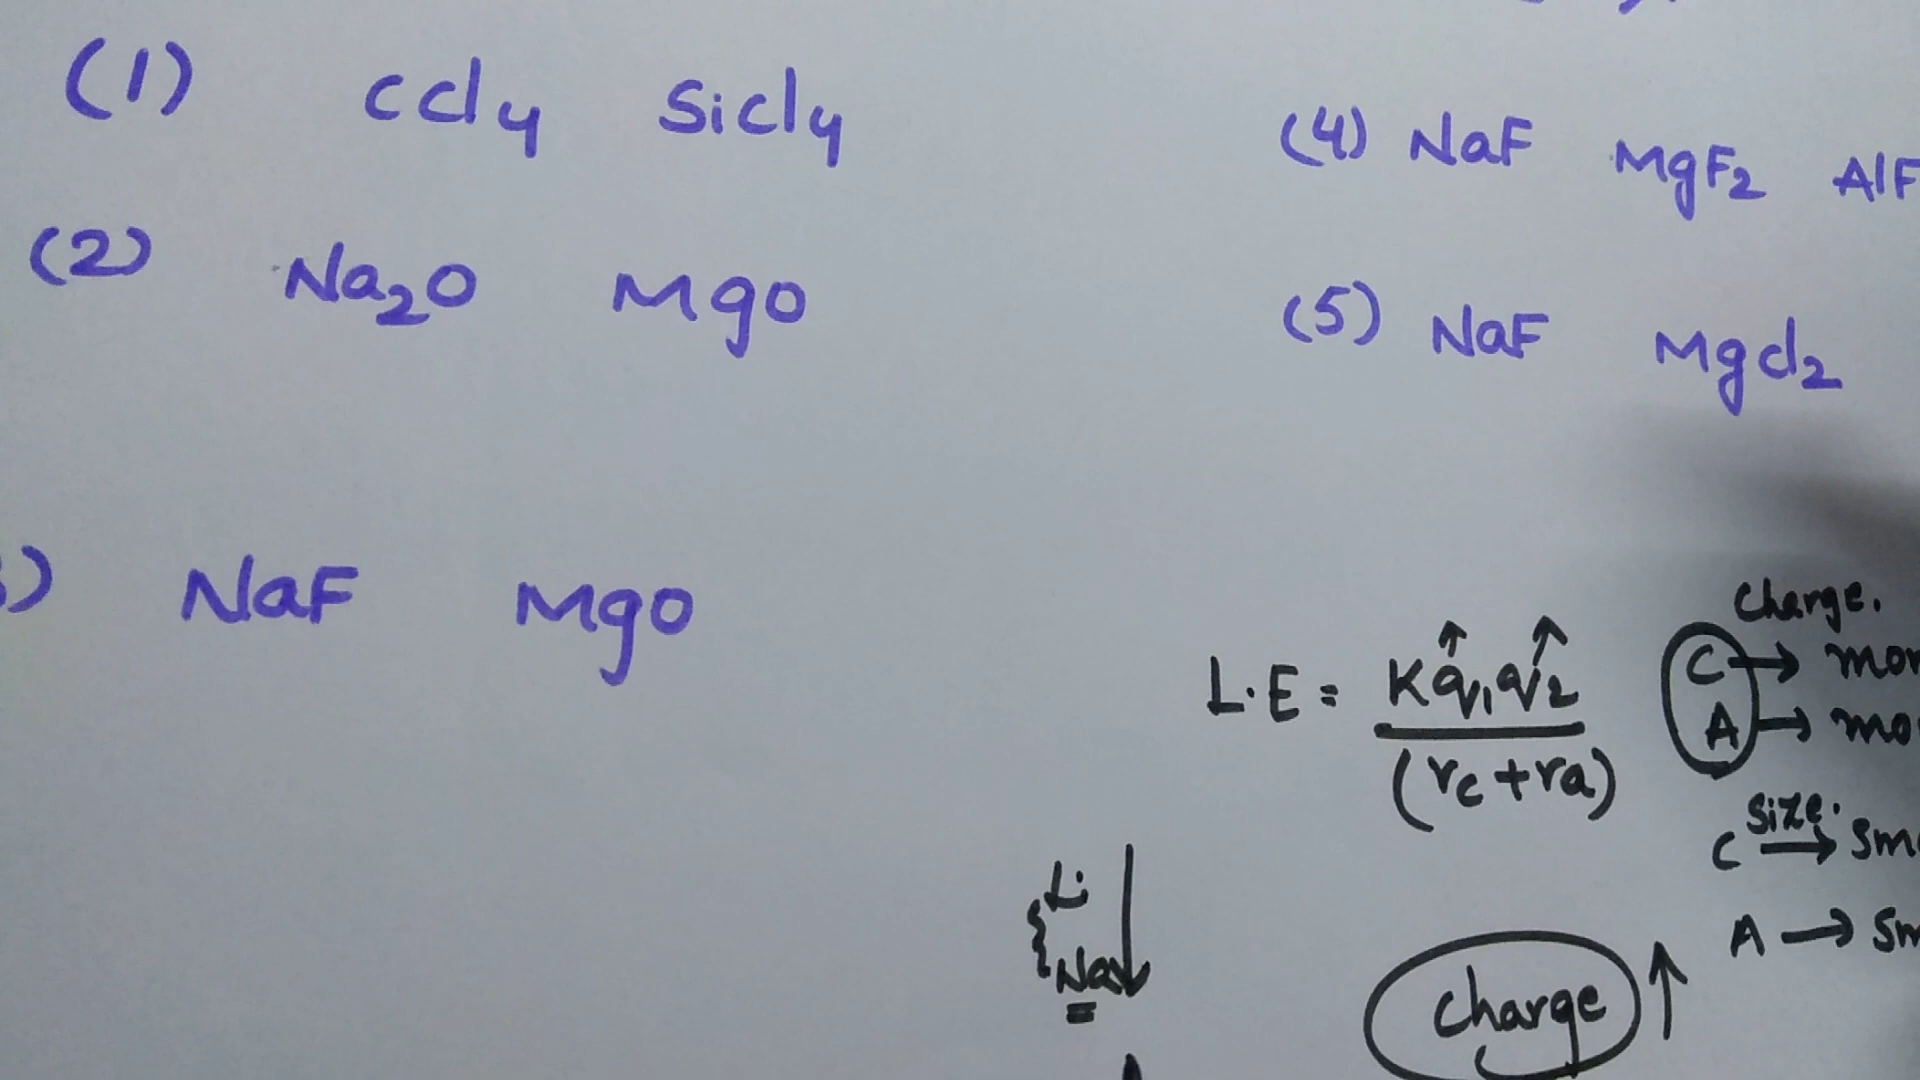 (1) CCl4 SiCl4
(2) Na2O MgO
) NaF MgO
(4) NaF MgF2 AlF
(5) NaF MgCl2
L.E = Kq1q2
(rc + ra)
Charge.
C → mor
A → mo
Size.
C → Sm
A → Sm
Li
Na
Charge ↑